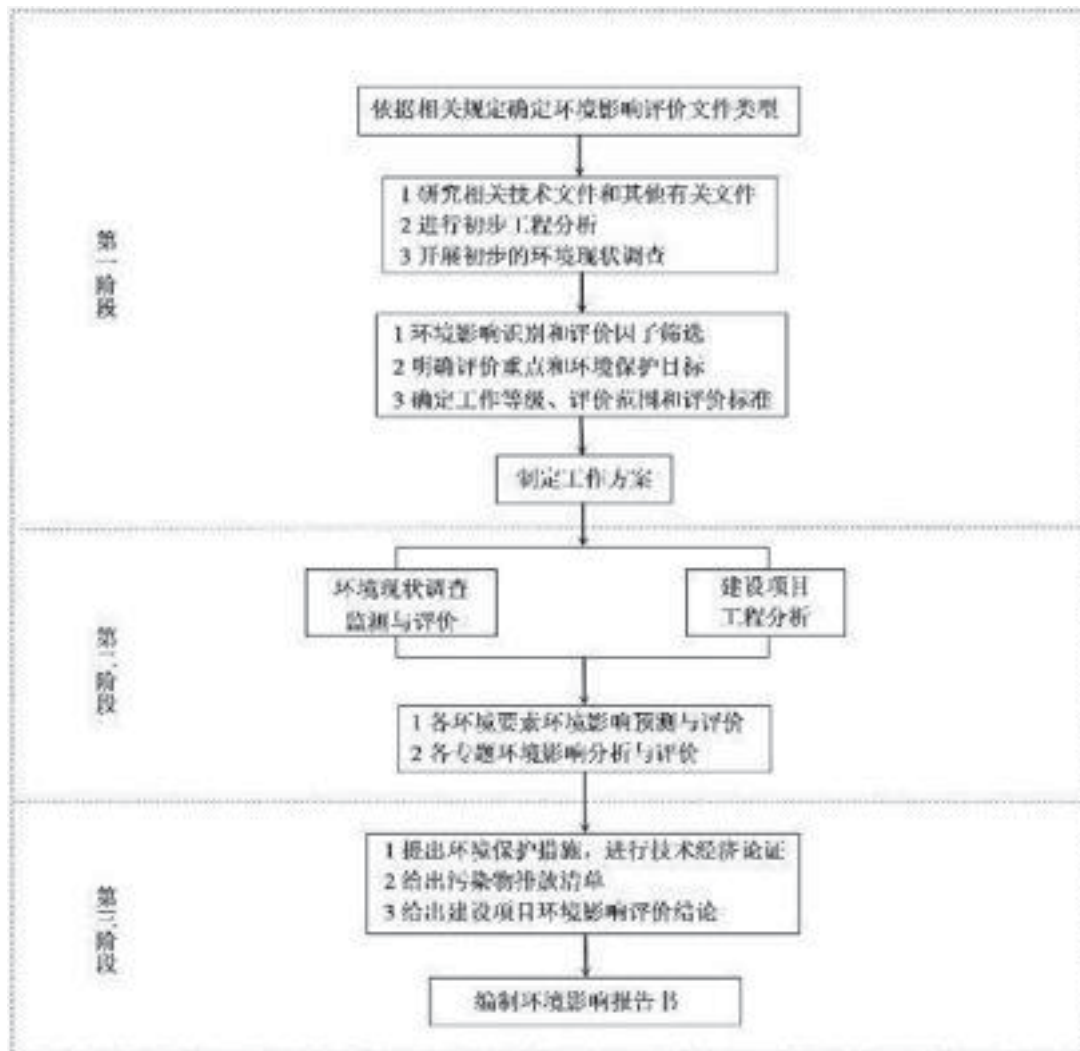 第一阶段
依据相关规定确定环境影响评价文件类型
1 研究相关技术文件和其他有关文件
2 进行初步工程分析
3 开展初步的环境现状调查
1 环境影响识别和评价因子筛选
2 明确评价重点和环境保护目标
3 确定工作等级、评价范围和评价标准
制定工作方案
第二阶段
环境现状调查
监测与评价
建设项目
工程分析
1 各环境要素环境影响预测与评价
2 各专题环境影响分析与评价
第三阶段
1 提出环境保护措施，进行技术经济论证
2 给出污染物排放清单
3 给出建设项目环境影响评价结论
编制环境影响报告书